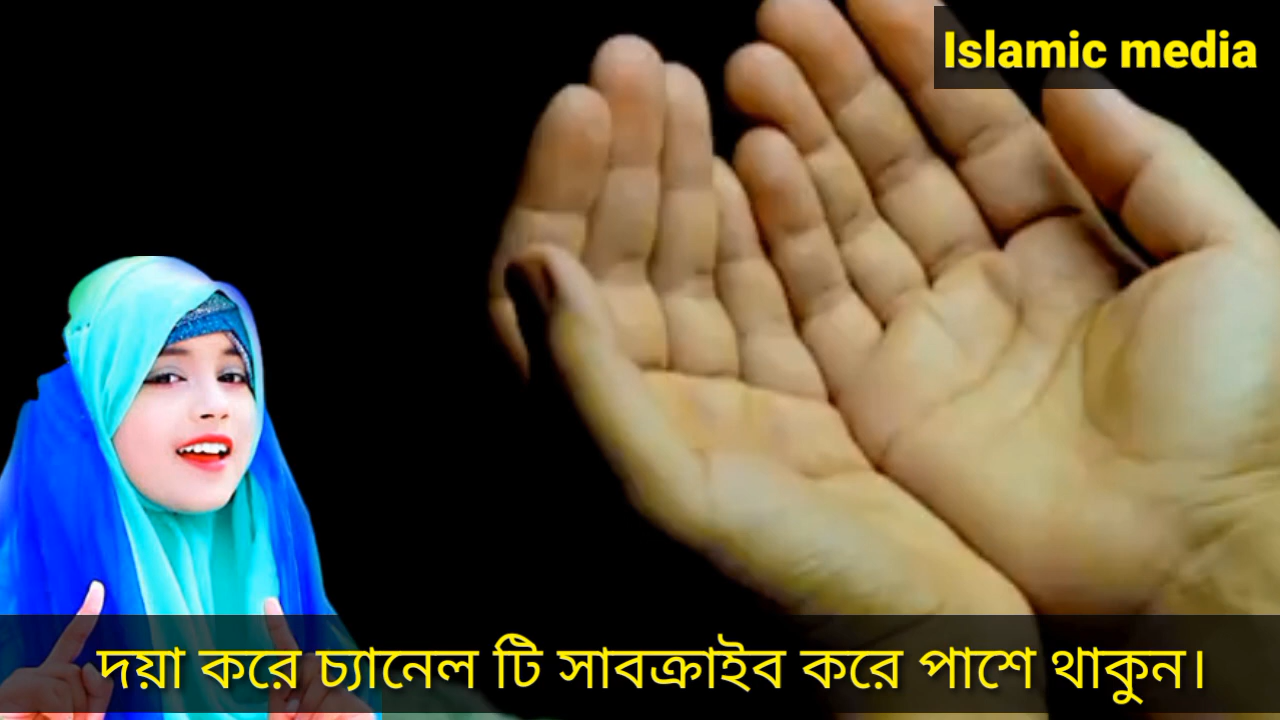 Islamic media
দয়া করে চ্যানেল টি সাবক্রাইব করে পাশে থাকুন।